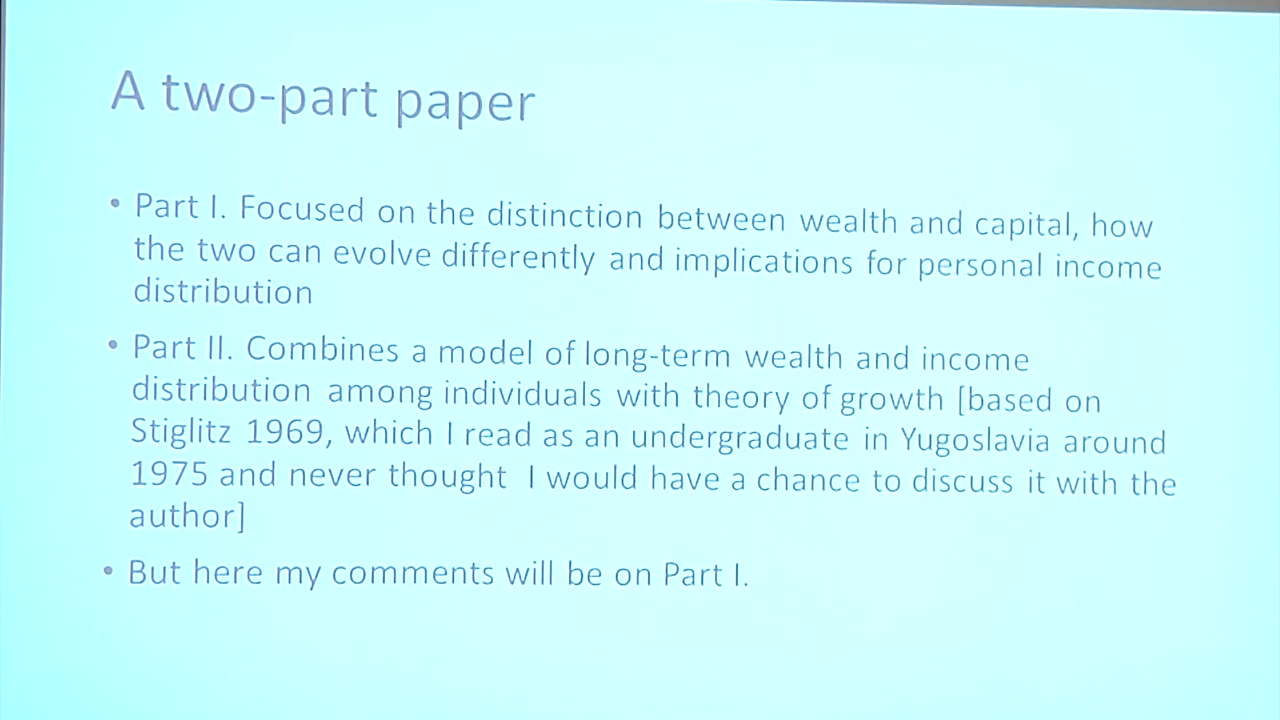 A two-part paper
• Part I. Focused on the distinction between wealth and capital, how
the two can evolve differently and implications for personal income
distribution
• Part II. Combines a model of long-term wealth and income
distribution among individuals with theory of growth [based on
Stiglitz 1969, which I read as an undergraduate in Yugoslavia around
1975 and never thought I would have a chance to discuss it with the
author]
• But here my comments will be on Part I.